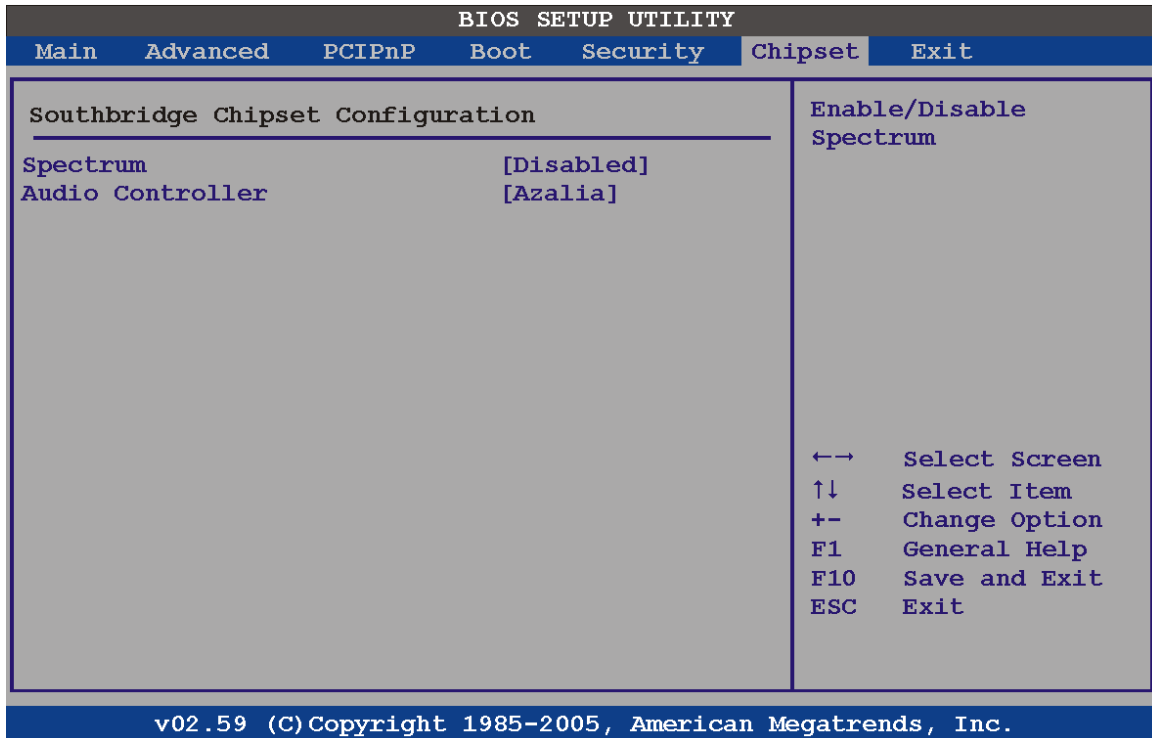 BIOS SETUP UTILITY
Main Advanced PCIPnP Boot Security Chipset Exit
Southbridge Chipset Configuration
Spectrum [Disabled]
Audio Controller [Azalia]
Enable/Disable
Spectrum
←→ Select Screen
↑↓ Select Item
+- Change Option
F1 General Help
F10 Save and Exit
ESC Exit
v02.59 (C)Copyright 1985-2005, American Megatrends, Inc.